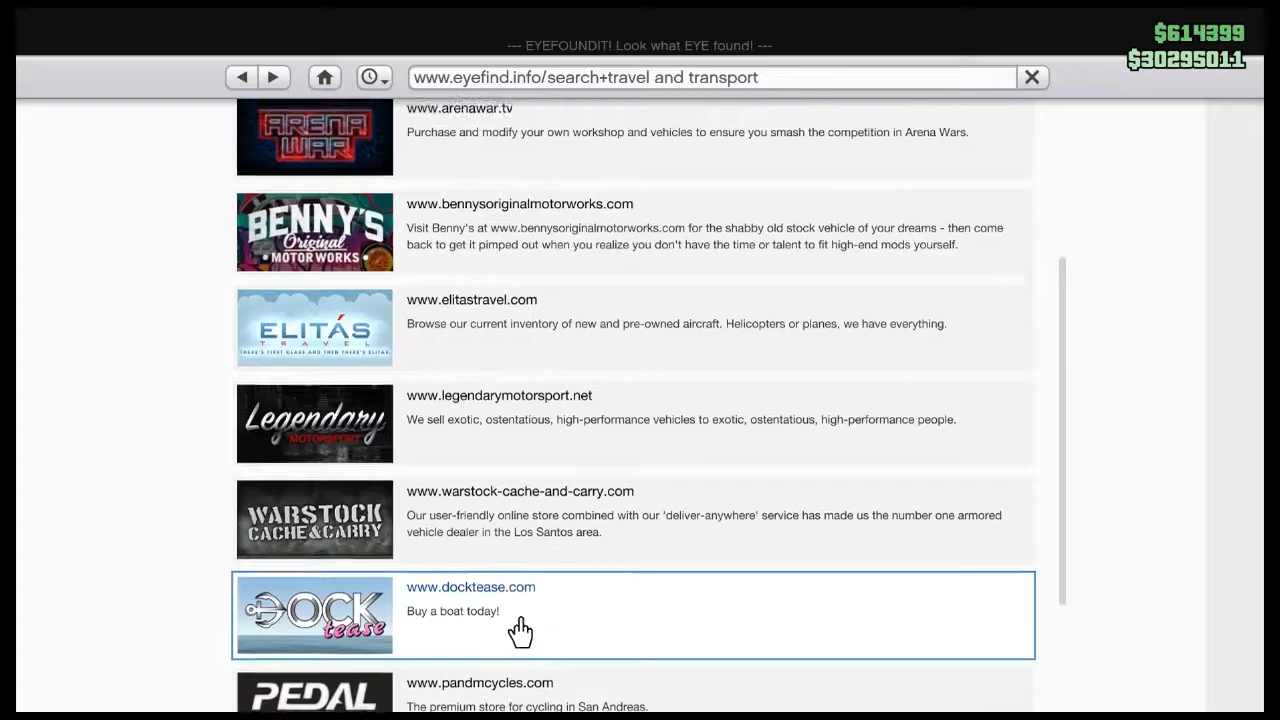 --- EYEFOUNDIT! Look what EYE found! ---
$614399
$30295011
www.eyefind.info/search+travel and transport
www.arenawar.tv
ARENA
WAR
Purchase and modify your own workshop and vehicles to ensure you smash the competition in Arena Wars.
BENNY'S
Original
• MOTOR WORKS •
www.bennysoriginalmotorworks.com
Visit Benny's at www.bennysoriginalmotorworks.com for the shabby old stock vehicle of your dreams - then come
back to get it pimped out when you realize you don't have the time or talent to fit high-end mods yourself.
ELITÁS
TRAVEL
THERE'S FIRST CLASS AND THEN THERE'S ELITAS.
www.elitastravel.com
Browse our current inventory of new and pre-owned aircraft. Helicopters or planes, we have everything.
Legendary
MOTORSPORT
www.legendarymotorsport.net
We sell exotic, ostentatious, high-performance vehicles to exotic, ostentatious, high-performance people.
WARSTOCK
CACHE&CARRY
www.warstock-cache-and-carry.com
Our user-friendly online store combined with our 'deliver-anywhere' service has made us the number one armored
vehicle dealer in the Los Santos area.
DOCK
tease
www.docktease.com
Buy a boat today!
PEDAL
www.pandmcycles.com
The premium store for cycling in San Andreas.